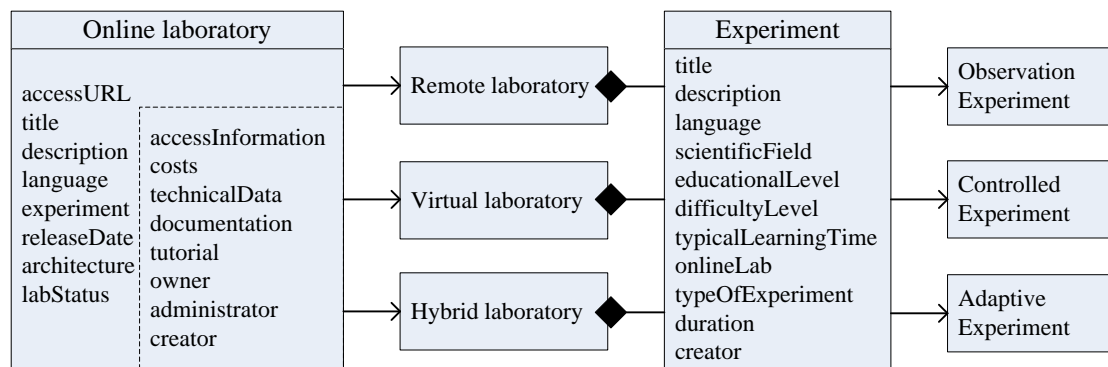 Online laboratory
accessURL
title
description
language
experiment
releaseDate
architecture
labStatus
accessInformation
costs
technicalData
documentation
tutorial
owner
administrator
creator
Remote laboratory
Virtual laboratory
Hybrid laboratory
Experiment
title
description
language
scientificField
educationalLevel
difficultyLevel
typicalLearningTime
onlineLab
typeOfExperiment
duration
creator
Observation
Experiment
Controlled
Experiment
Adaptive
Experiment